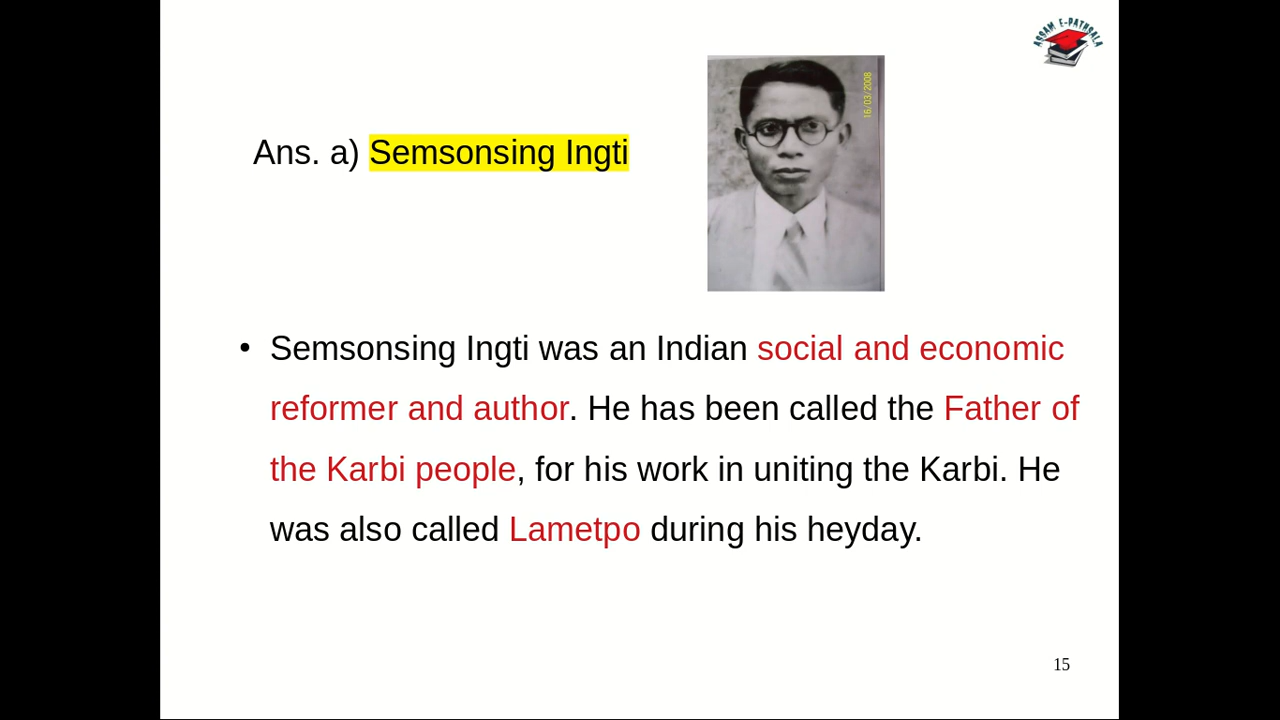 ASSAM E-PATHSALA
16/03/2008
Ans. a) Semsonsing Ingti
• Semsonsing Ingti was an Indian social and economic
reformer and author. He has been called the Father of
the Karbi people, for his work in uniting the Karbi. He
was also called Lametpo during his heyday.
15